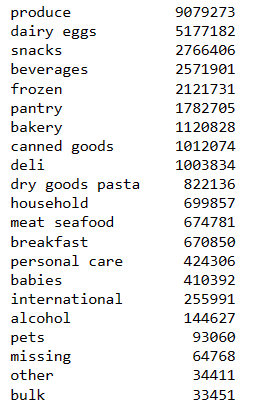 produce 9079273
dairy eggs 5177182
snacks 2766406
beverages 2571901
frozen 2121731
pantry 1782705
bakery 1120828
canned goods 1012074
deli 1003834
dry goods pasta 822136
household 699857
meat seafood 674781
breakfast 670850
personal care 424306
babies 410392
international 255991
alcohol 144627
pets 93060
missing 64768
other 34411
bulk 33451